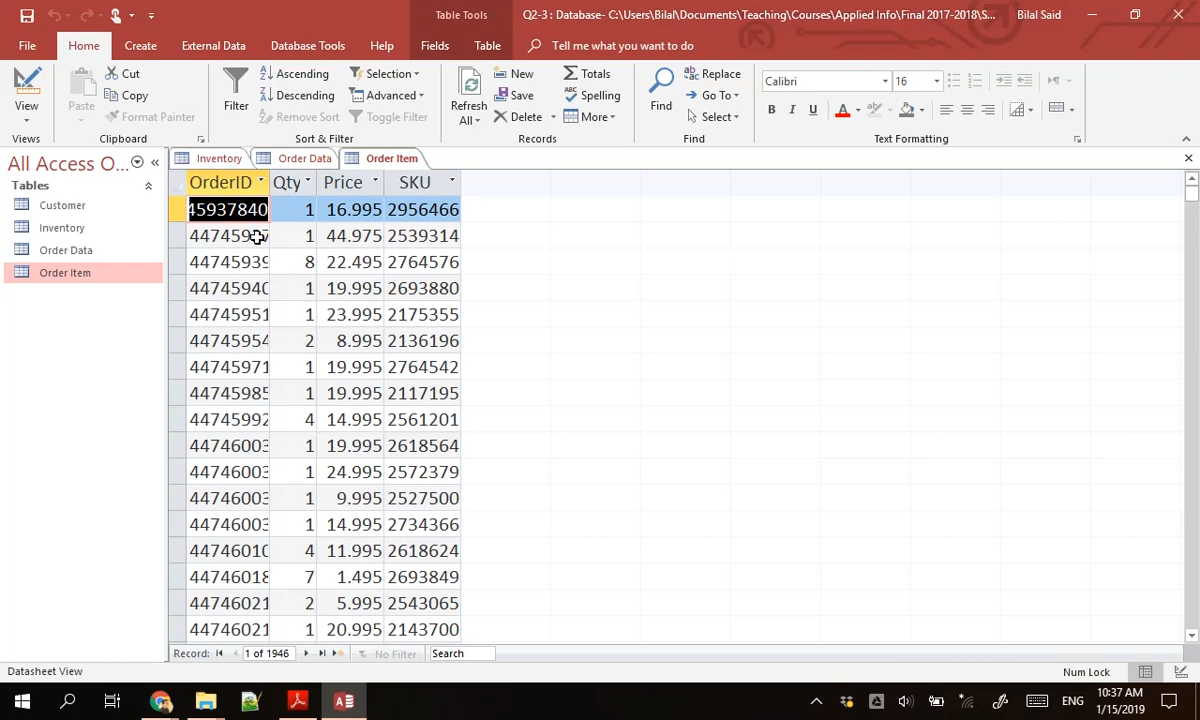 Table Tools
Q2-3 : Database- C:\Users\Bilal\Documents\Teaching\Courses\Applied Info\Final 2017-2018\S...
Bilal Said
File Home Create External Data Database Tools Help Fields Table Tell me what you want to do
View
Views
Paste
Cut
Copy
Format Painter
Clipboard
Filter
Ascending
Descending
Remove Sort
Selection
Advanced
Toggle Filter
Sort & Filter
Refresh
All
New
Save
Delete
Totals
Spelling
More
Records
Find
Replace
Go To
Select
Find
Calibri 16
B I U A
Text Formatting
All Access O...
Tables
Customer
Inventory
Order Data
Order Item
Inventory Order Data Order Item
OrderID Qty Price SKU
45937840 1 16.995 2956466
447459 1 44.975 2539314
44745939 8 22.495 2764576
44745940 1 19.995 2693880
44745951 1 23.995 2175355
44745954 2 8.995 2136196
44745971 1 19.995 2764542
44745985 1 19.995 2117195
44745992 4 14.995 2561201
44746003 1 19.995 2618564
44746003 1 24.995 2572379
44746003 1 9.995 2527500
44746003 1 14.995 2734366
44746010 4 11.995 2618624
44746018 7 1.495 2693849
44746021 2 5.995 2543065
44746021 1 20.995 2143700
Record: 1 of 1946 No Filter Search
Datasheet View
Num Lock
ENG
10:37 AM
1/15/2019